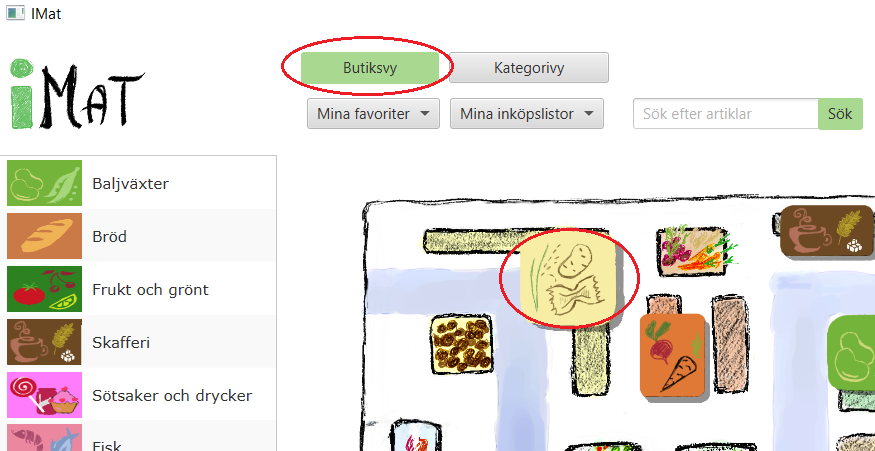 IMat
iMAT
Butiksvy
Kategorivy
Mina favoriter
Mina inköpslistor
Sök efter artiklar
Sök
Baljväxter
Bröd
Frukt och grönt
Skafferi
Sötsaker och drycker
Fisk